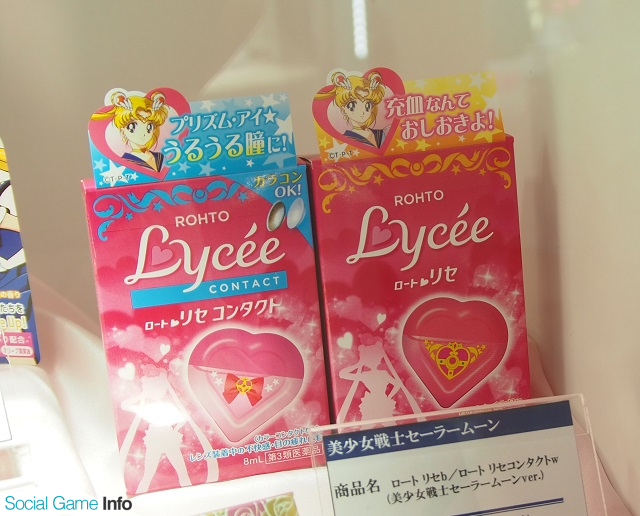 プリズム・アイ★
うるうる瞳に!
CT-P.
カラコン
OK!
ROHTO
Lycée
CONTACT
ロート リセ コンタクト
8mL 第3類医薬品
充血なんて
おしおきよ!
CT-P.
ROHTO
Lycée
ロート リセ
美少女戦士セーラームーン
商品名 ロート リセb/ロート リセコンタクトw
(美少女戦士セーラームーンver.)
Social Game Info